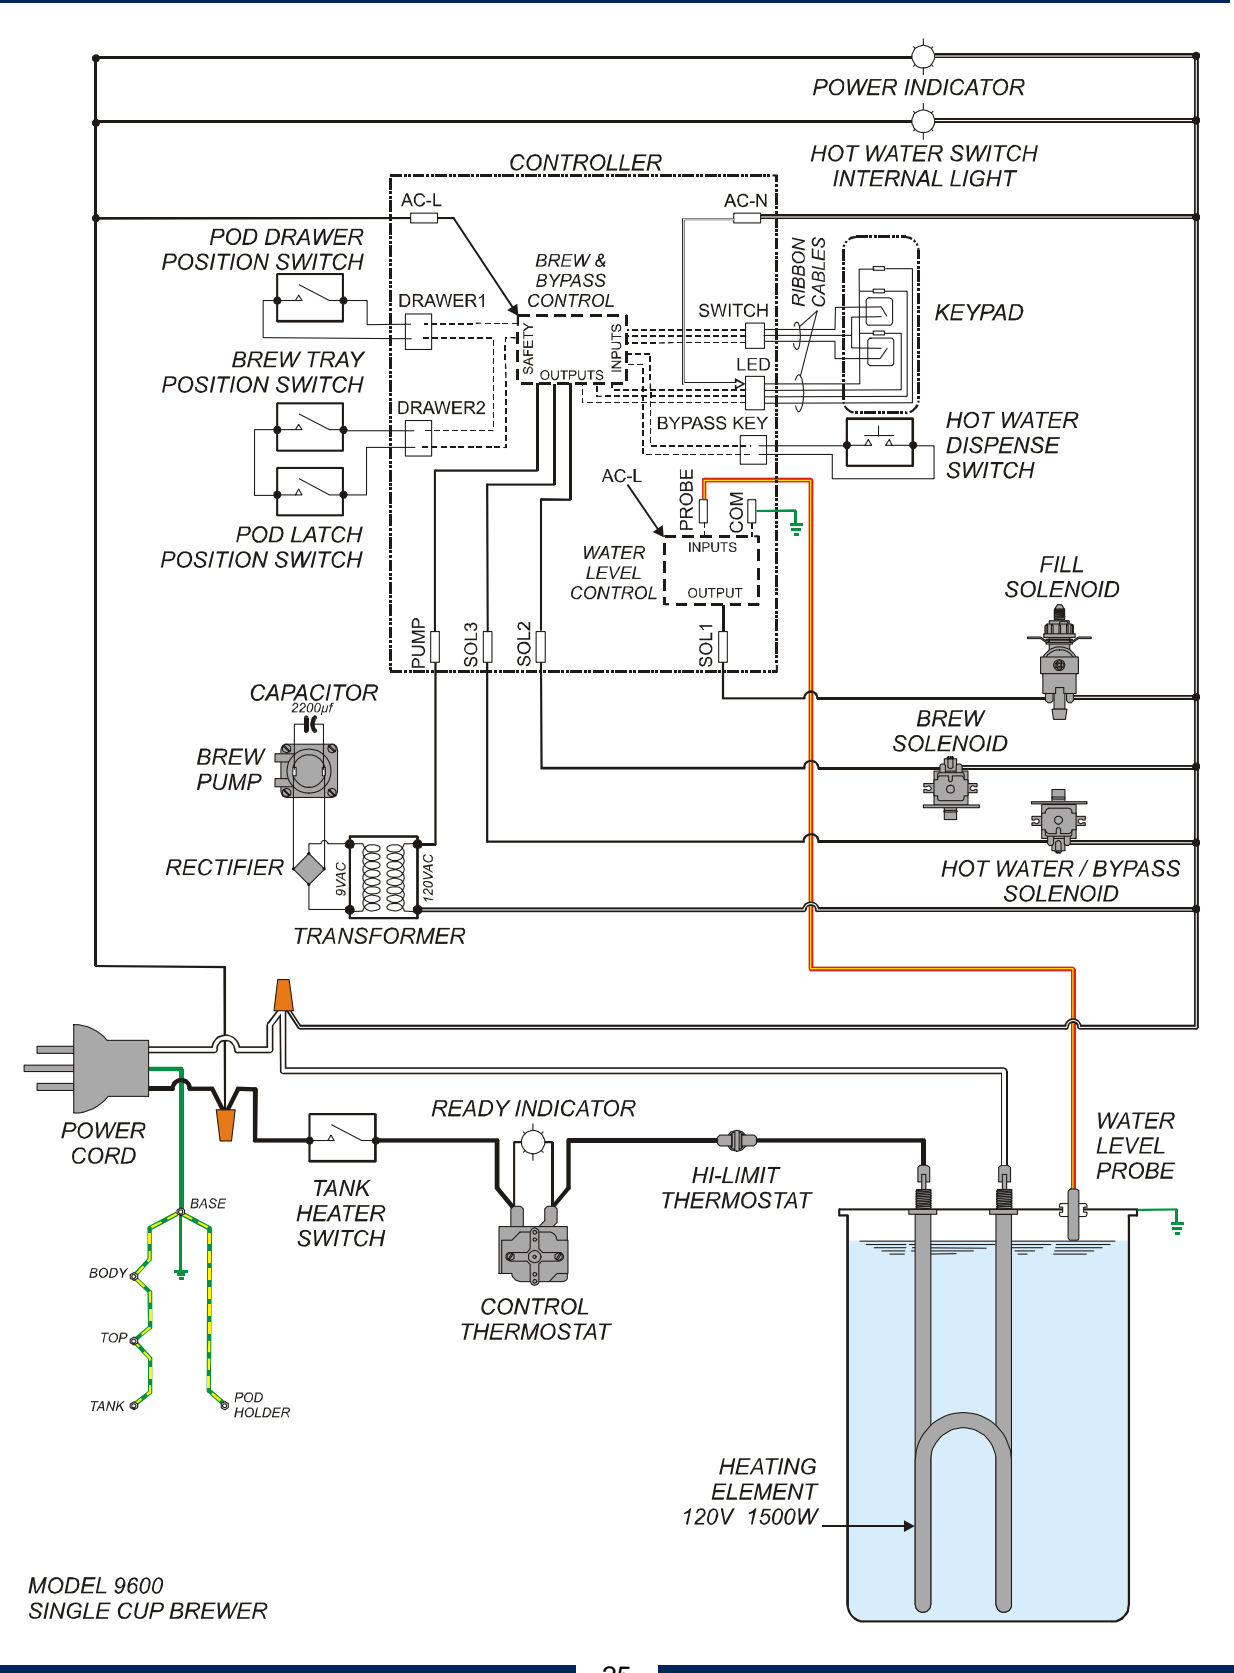 POWER INDICATOR
HOT WATER SWITCH
INTERNAL LIGHT
CONTROLLER
AC-L
AC-N
POD DRAWER
POSITION SWITCH
BREW &
BYPASS
CONTROL
RIBBON
CABLES
DRAWER1
SWITCH
KEYPAD
SAFETY
INPUTS
OUTPUTS
BREW TRAY
POSITION SWITCH
LED
DRAWER2
BYPASS KEY
HOT WATER
DISPENSE
SWITCH
AC-L
PROBE
COM
POD LATCH
POSITION SWITCH
WATER
LEVEL
CONTROL
INPUTS
OUTPUT
FILL
SOLENOID
PUMP
SOL3
SOL2
SOL1
CAPACITOR
2200µf
BREW
PUMP
BREW
SOLENOID
RECTIFIER
9VAC
120VAC
HOT WATER / BYPASS
SOLENOID
TRANSFORMER
POWER
CORD
READY INDICATOR
WATER
LEVEL
PROBE
HI-LIMIT
THERMOSTAT
TANK
HEATER
SWITCH
BASE
BODY
TOP
TANK
POD
HOLDER
CONTROL
THERMOSTAT
HEATING
ELEMENT
120V 1500W
MODEL 9600
SINGLE CUP BREWER
25